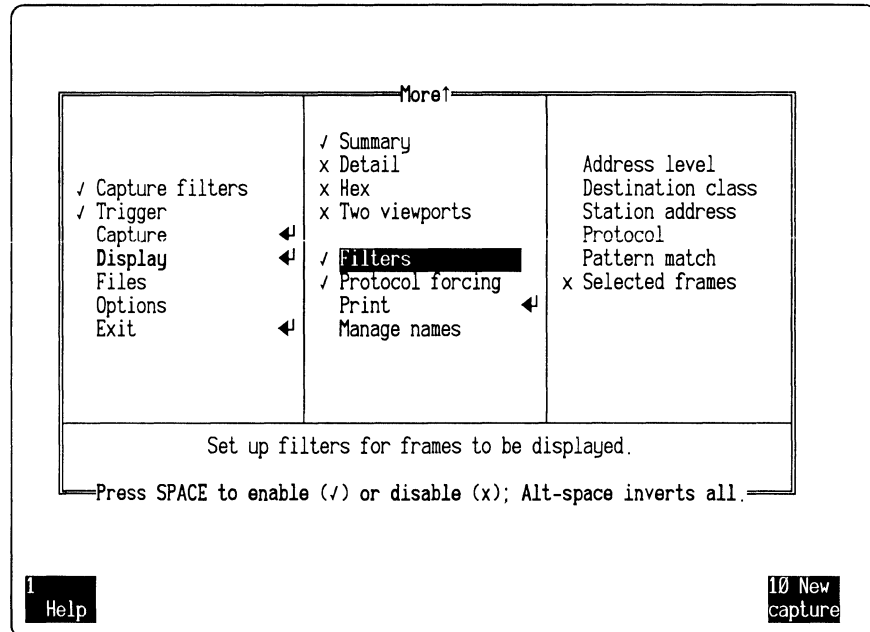 More↑
√ Capture filters
√ Trigger
Capture ↵
Display ↵
Files
Options
Exit ↵
√ Summary
x Detail
x Hex
x Two viewports
√ Filters
√ Protocol forcing
Print ↵
Manage names
Address level
Destination class
Station address
Protocol
Pattern match
x Selected frames
Set up filters for frames to be displayed.
Press SPACE to enable (√) or disable (x); Alt-space inverts all.
1
Help
10 New
capture